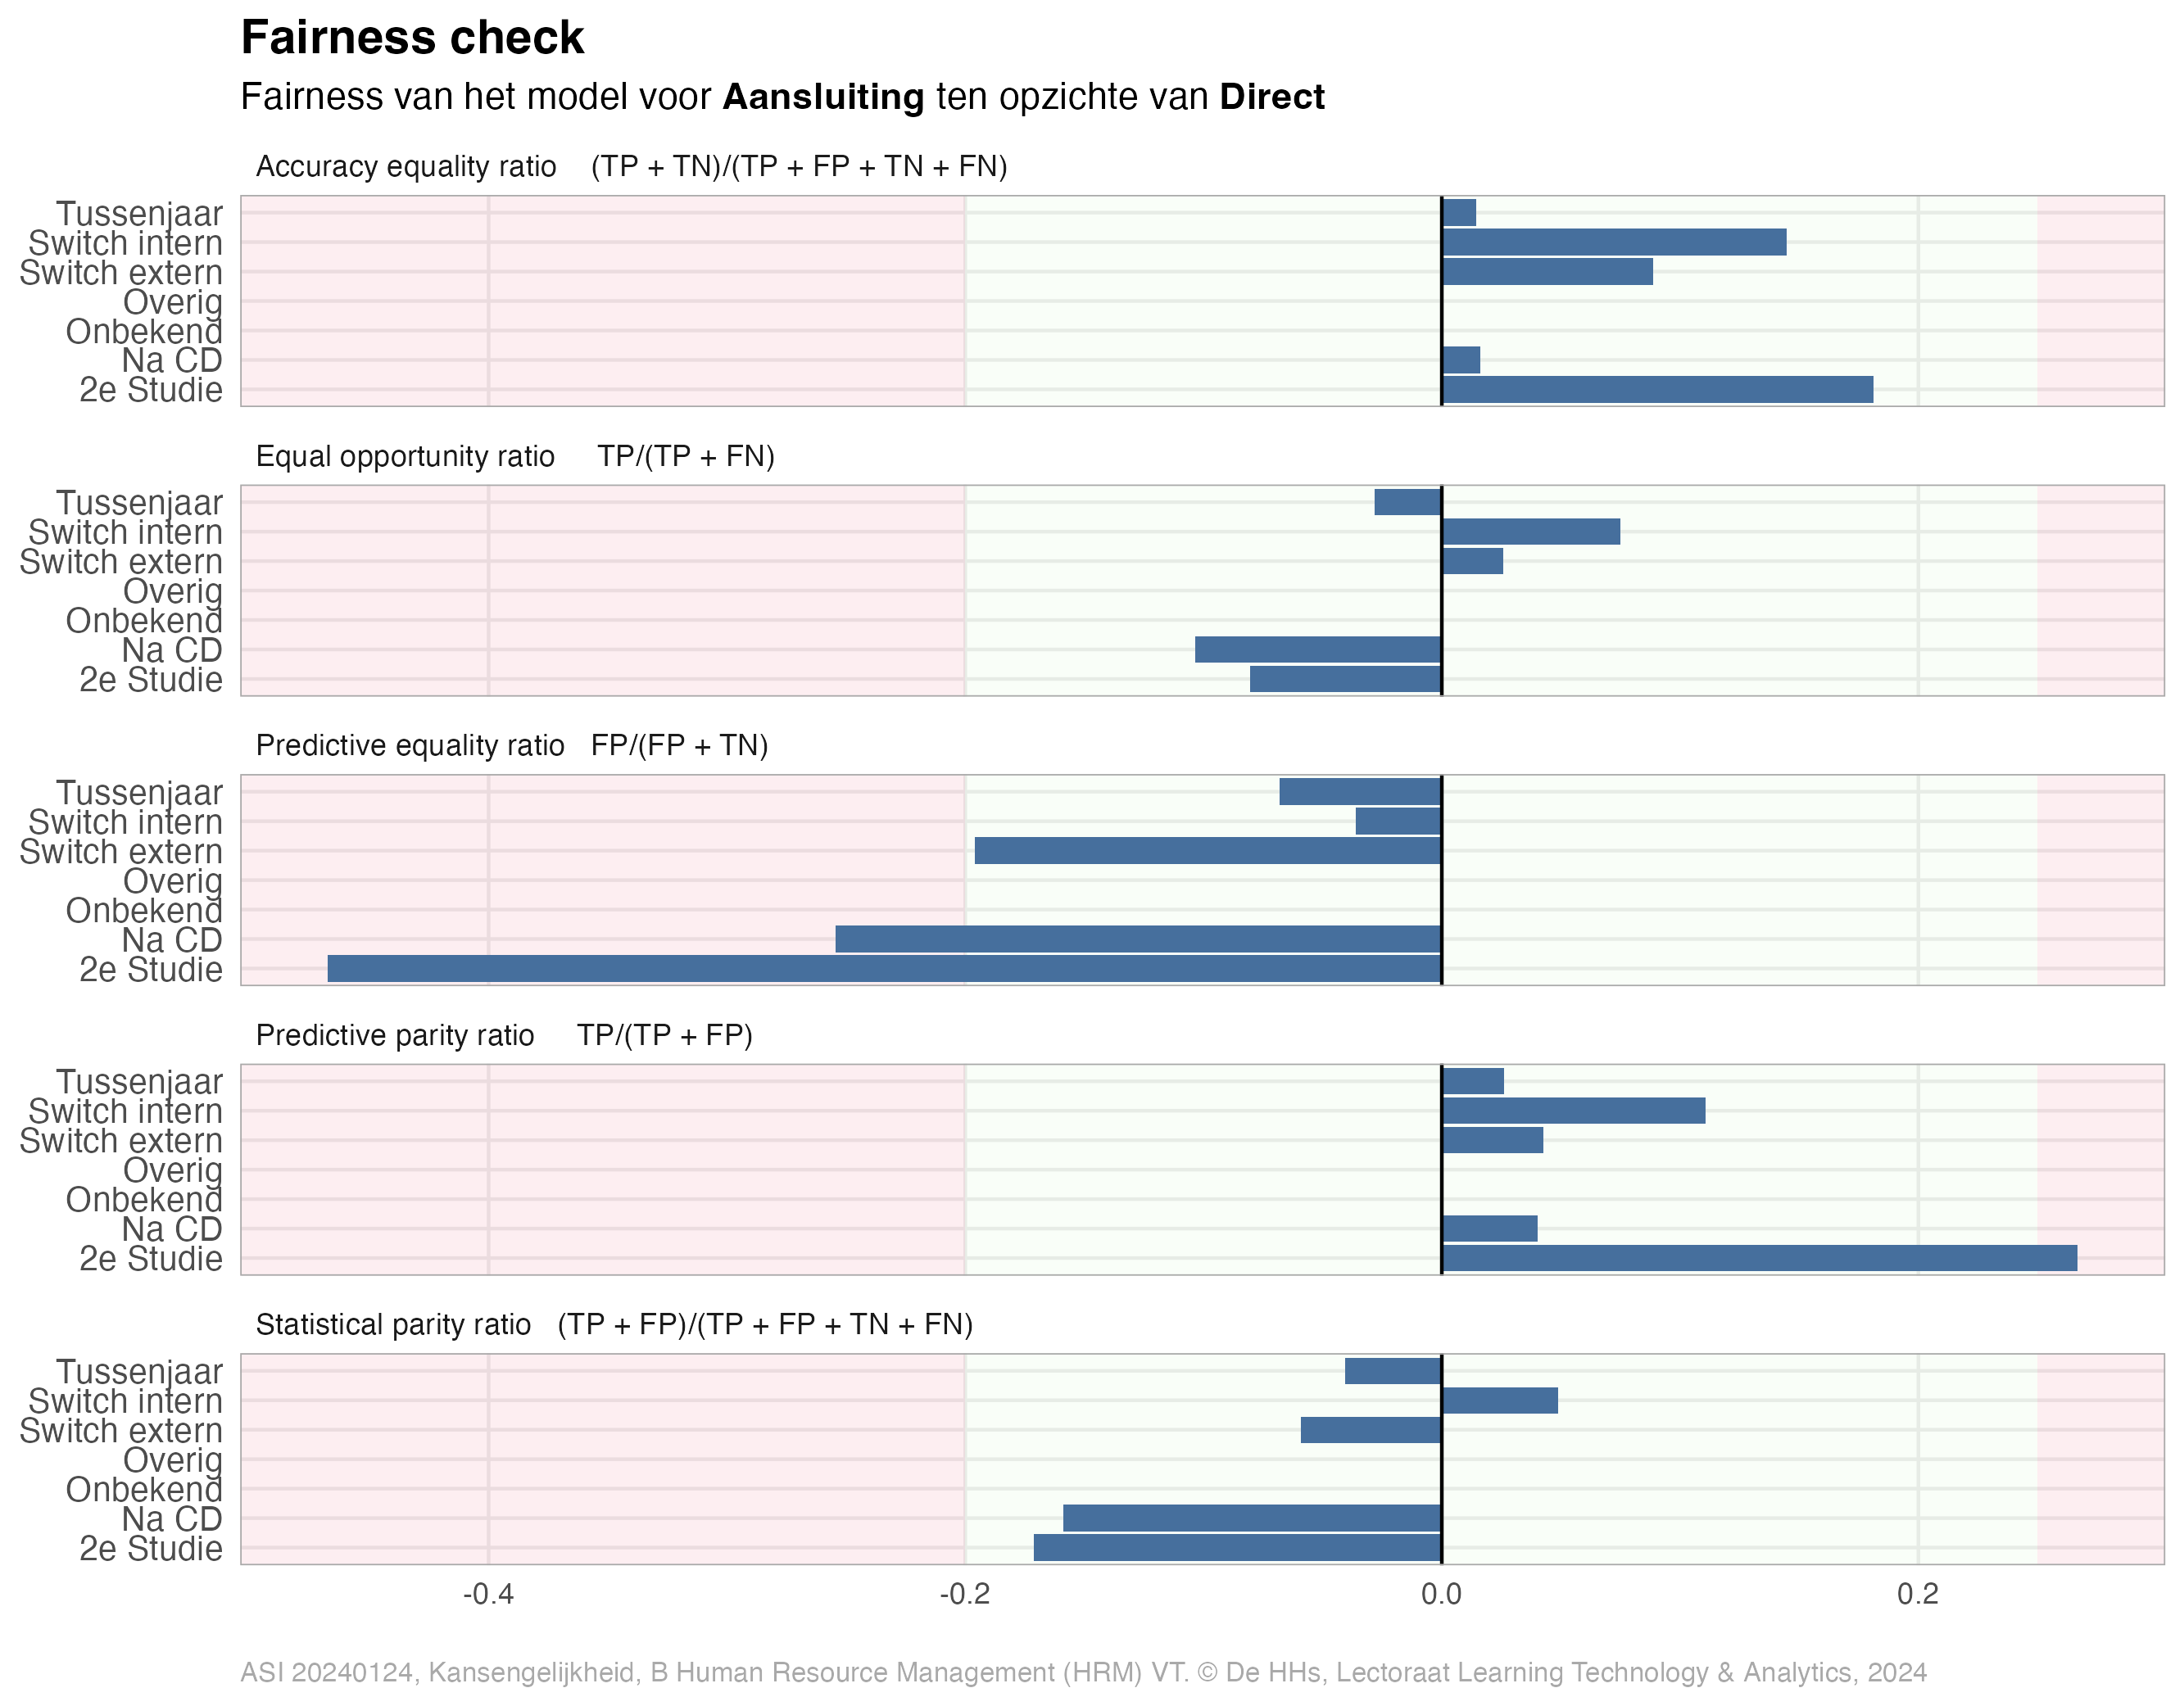 Fairness check
Fairness van het model voor Aansluiting ten opzichte van Direct
Accuracy equality ratio (TP + TN)/(TP + FP + TN + FN)
Tussenjaar
Switch intern
Switch extern
Overig
Onbekend
Na CD
2e Studie
Equal opportunity ratio TP/(TP + FN)
Tussenjaar
Switch intern
Switch extern
Overig
Onbekend
Na CD
2e Studie
Predictive equality ratio FP/(FP + TN)
Tussenjaar
Switch intern
Switch extern
Overig
Onbekend
Na CD
2e Studie
Predictive parity ratio TP/(TP + FP)
Tussenjaar
Switch intern
Switch extern
Overig
Onbekend
Na CD
2e Studie
Statistical parity ratio (TP + FP)/(TP + FP + TN + FN)
Tussenjaar
Switch intern
Switch extern
Overig
Onbekend
Na CD
2e Studie
-0.4 -0.2 0.0 0.2
ASI 20240124, Kansengelijkheid, B Human Resource Management (HRM) VT. © De HHs, Lectoraat Learning Technology & Analytics, 2024